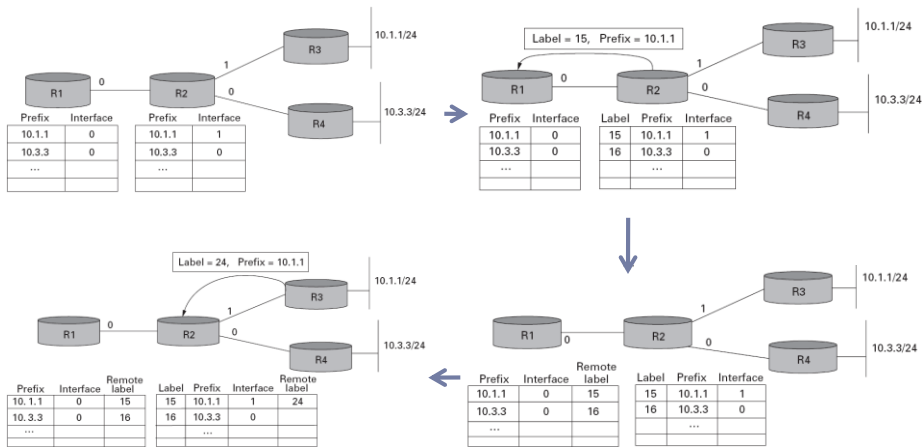 10.1.1/24
R3
1
0
R1
R2
0
R4
10.3.3/24
Prefix Interface
10.1.1 0
10.3.3 0
...
Prefix Interface
10.1.1 1
10.3.3 0
...
Label = 15, Prefix = 10.1.1
10.1.1/24
R3
1
0
R1
R2
0
R4
10.3.3/24
Prefix Interface
10.1.1 0
10.3.3 0
...
Label Prefix Interface
15 10.1.1 1
16 10.3.3 0
...
Label = 24, Prefix = 10.1.1
10.1.1/24
R3
1
0
R1
R2
0
R4
10.3.3/24
Prefix Interface Remote label
10.1.1 0 15
10.3.3 0 16
...
Label Prefix Interface Remote label
15 10.1.1 1 24
16 10.3.3 0
...
10.1.1/24
R3
1
R1
0
R2
0
R4
10.3.3/24
Prefix Interface Remote label
10.1.1 0 15
10.3.3 0 16
...
Label Prefix Interface
15 10.1.1 1
16 10.3.3 0
...